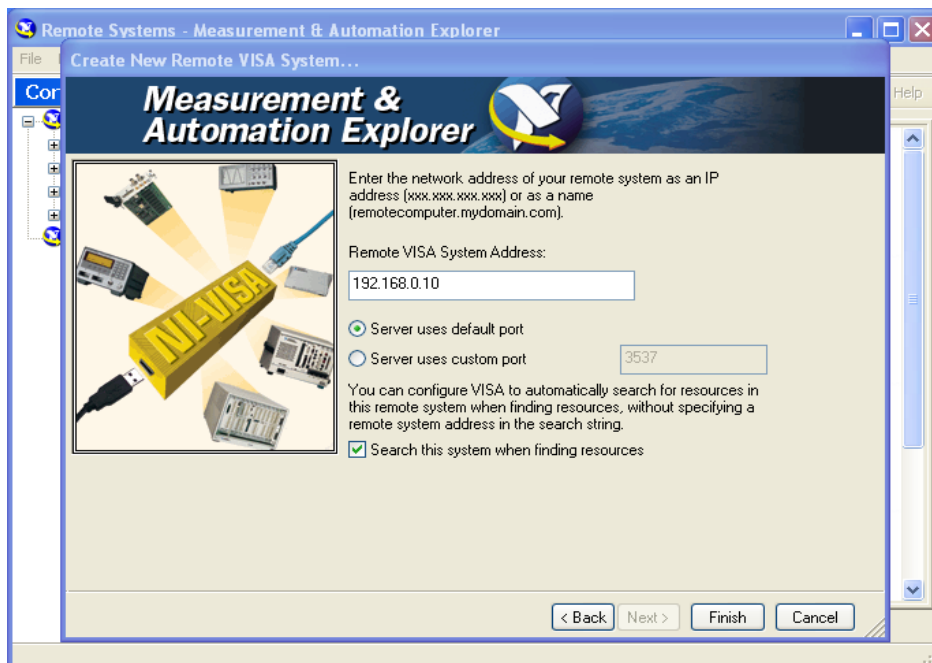 Remote Systems - Measurement & Automation Explorer
File
Create New Remote VISA System...
Help
Measurement &
Automation Explorer
Enter the network address of your remote system as an IP
address (xxx.xxx.xxx.xxx) or as a name
(remotecomputer.mydomain.com).
Remote VISA System Address:
192.168.0.10
Server uses default port
Server uses custom port 3537
You can configure VISA to automatically search for resources in
this remote system when finding resources, without specifying a
remote system address in the search string.
Search this system when finding resources
NI-VISA
< Back Next > Finish Cancel